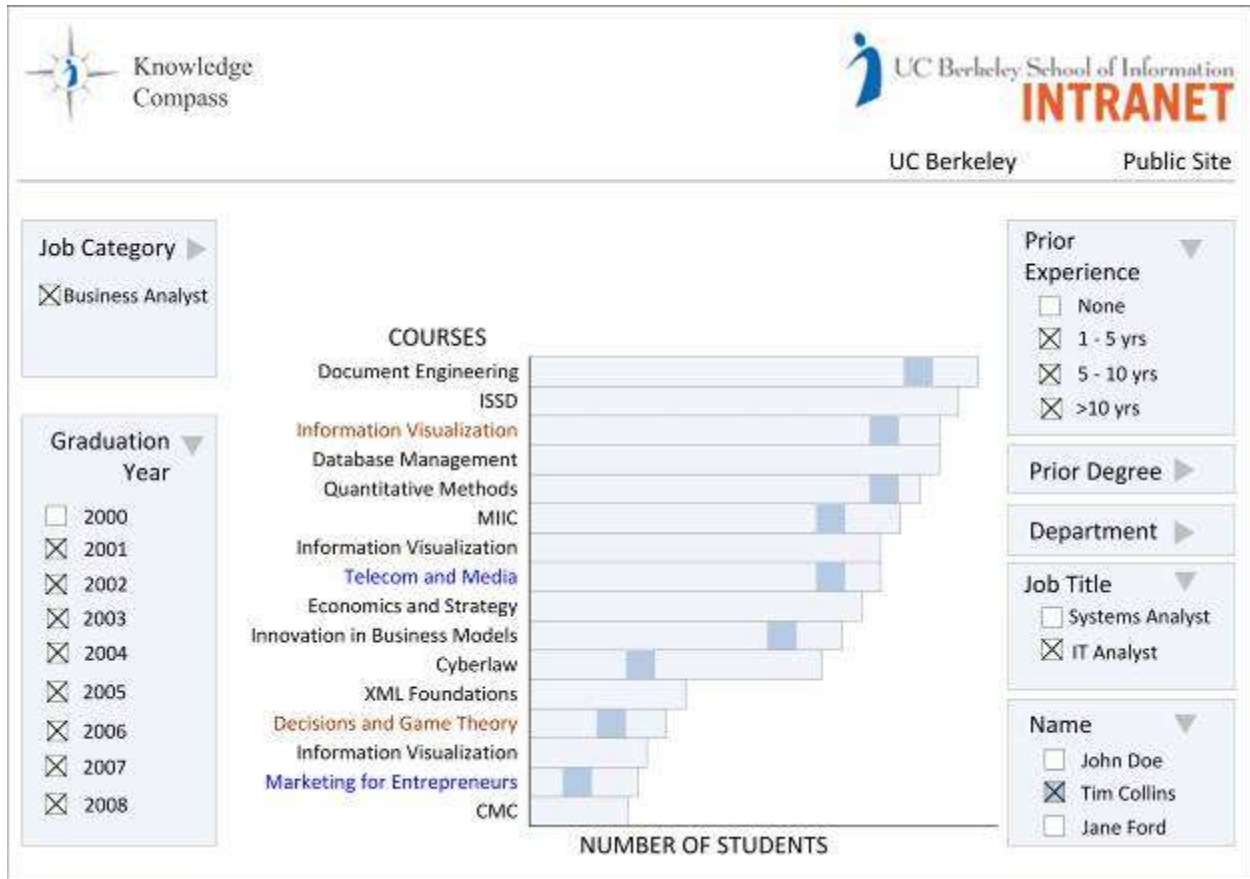 Knowledge
Compass
UC Berkeley School of Information
INTRANET
UC Berkeley Public Site
Job Category
Business Analyst
Graduation
Year
2000
2001
2002
2003
2004
2005
2006
2007
2008
COURSES
Document Engineering
ISSD
Information Visualization
Database Management
Quantitative Methods
MIIC
Information Visualization
Telecom and Media
Economics and Strategy
Innovation in Business Models
Cyberlaw
XML Foundations
Decisions and Game Theory
Information Visualization
Marketing for Entrepreneurs
CMC
NUMBER OF STUDENTS
Prior
Experience
None
1 - 5 yrs
5 - 10 yrs
>10 yrs
Prior Degree
Department
Job Title
Systems Analyst
IT Analyst
Name
John Doe
Tim Collins
Jane Ford